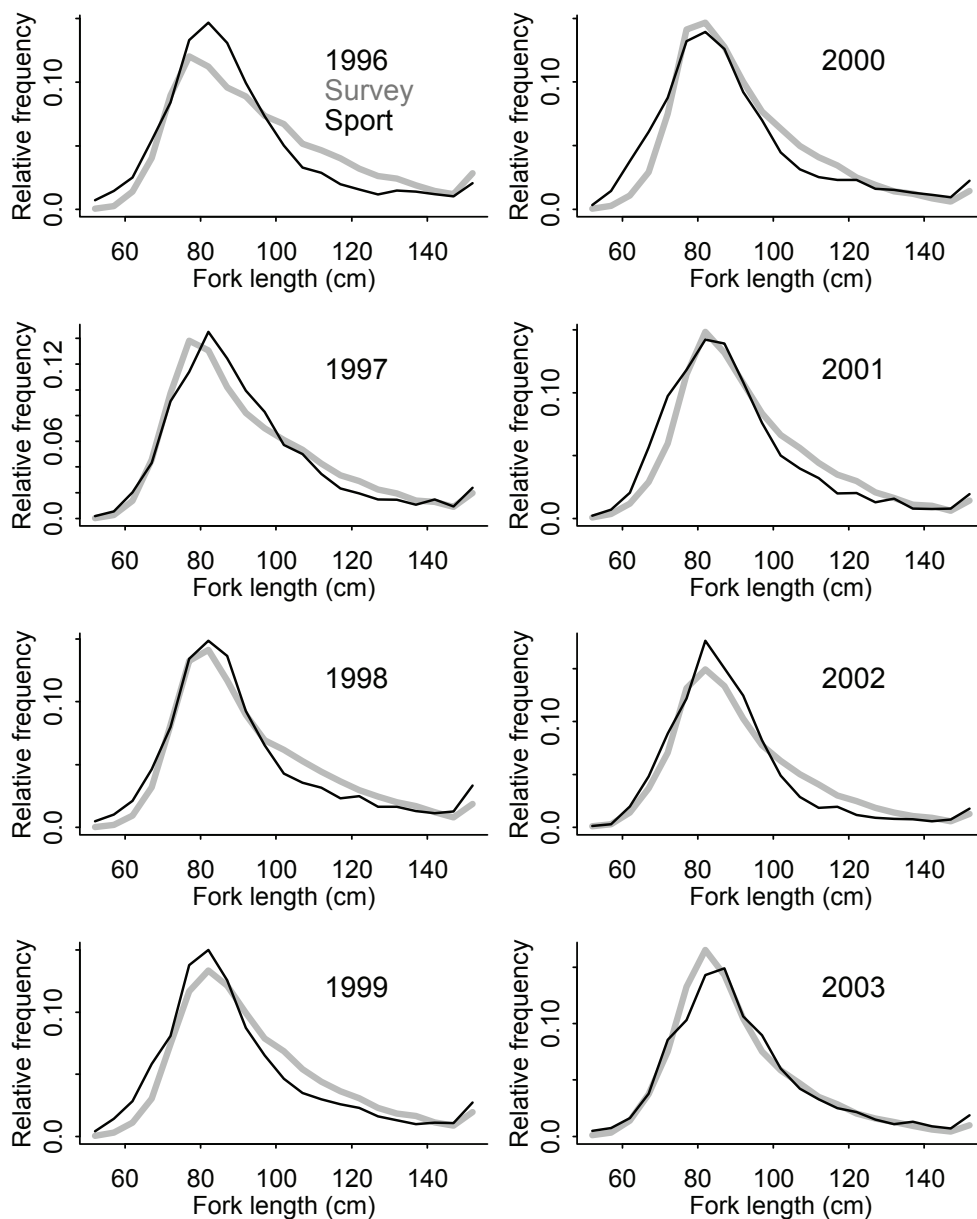 Relative frequency
0.10
0.0
1996
Survey
Sport
60 80 100 120 140
Fork length (cm)
Relative frequency
0.10
0.0
2000
60 80 100 120 140
Fork length (cm)
Relative frequency
0.12
0.06
0.0
1997
60 80 100 120 140
Fork length (cm)
Relative frequency
0.10
0.0
2001
60 80 100 120 140
Fork length (cm)
Relative frequency
0.10
0.0
1998
60 80 100 120 140
Fork length (cm)
Relative frequency
0.10
0.0
2002
60 80 100 120 140
Fork length (cm)
Relative frequency
0.10
0.0
1999
60 80 100 120 140
Fork length (cm)
Relative frequency
0.10
0.0
2003
60 80 100 120 140
Fork length (cm)